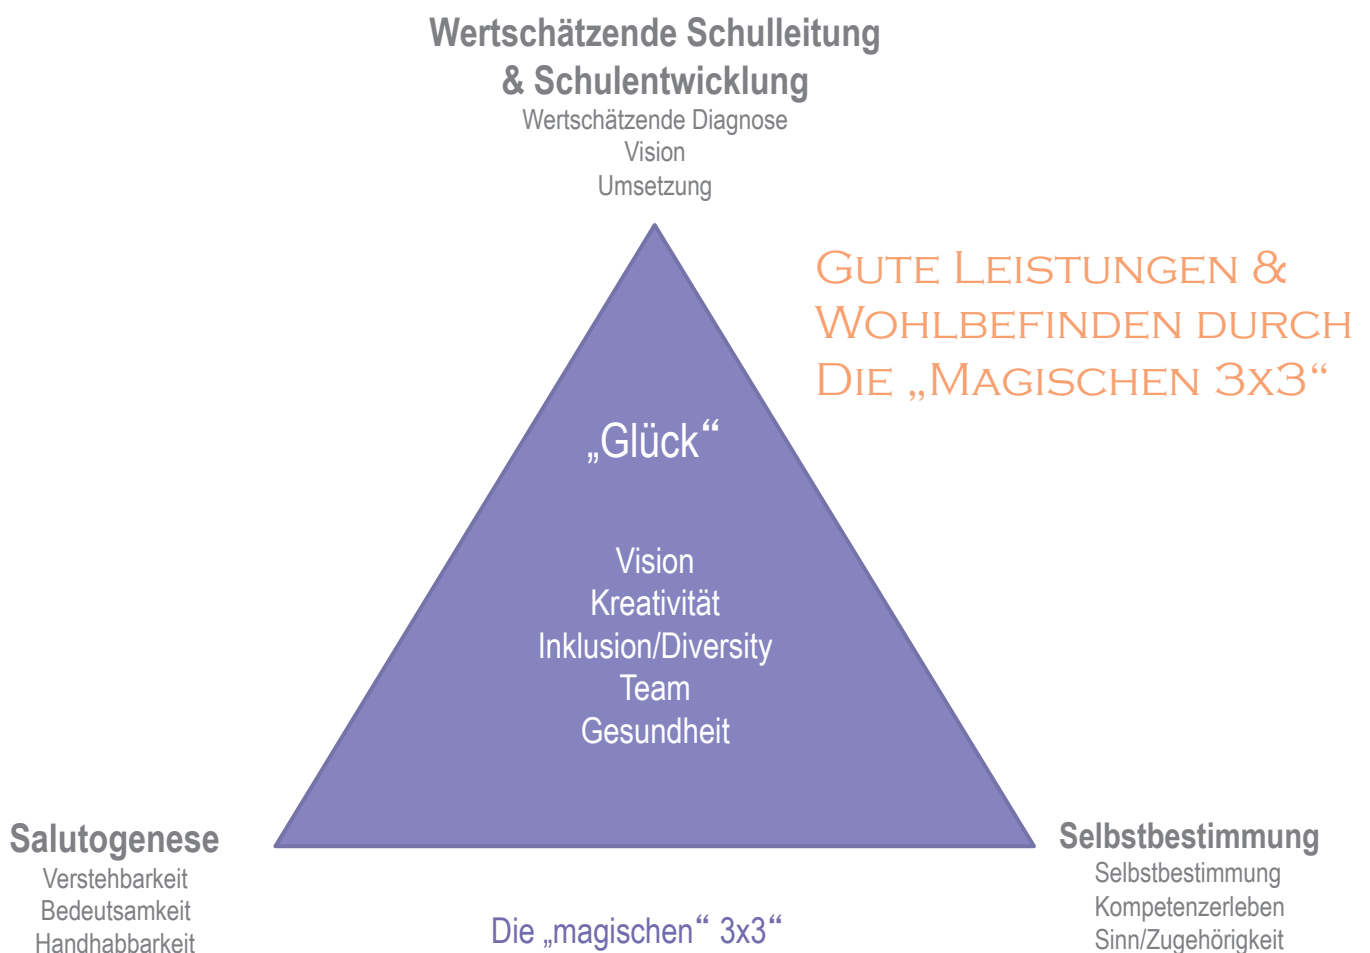 Wertschätzende Schulleitung
& Schulentwicklung
Wertschätzende Diagnose
Vision
Umsetzung
Gute Leistungen &
Wohlbefinden durch
Die „Magischen 3x3“
„Glück“
Vision
Kreativität
Inklusion/Diversity
Team
Gesundheit
Salutogenese
Verstehbarkeit
Bedeutsamkeit
Handhabbarkeit
Selbstbestimmung
Selbstbestimmung
Kompetenzerleben
Sinn/Zugehörigkeit
Die „magischen“ 3x3“